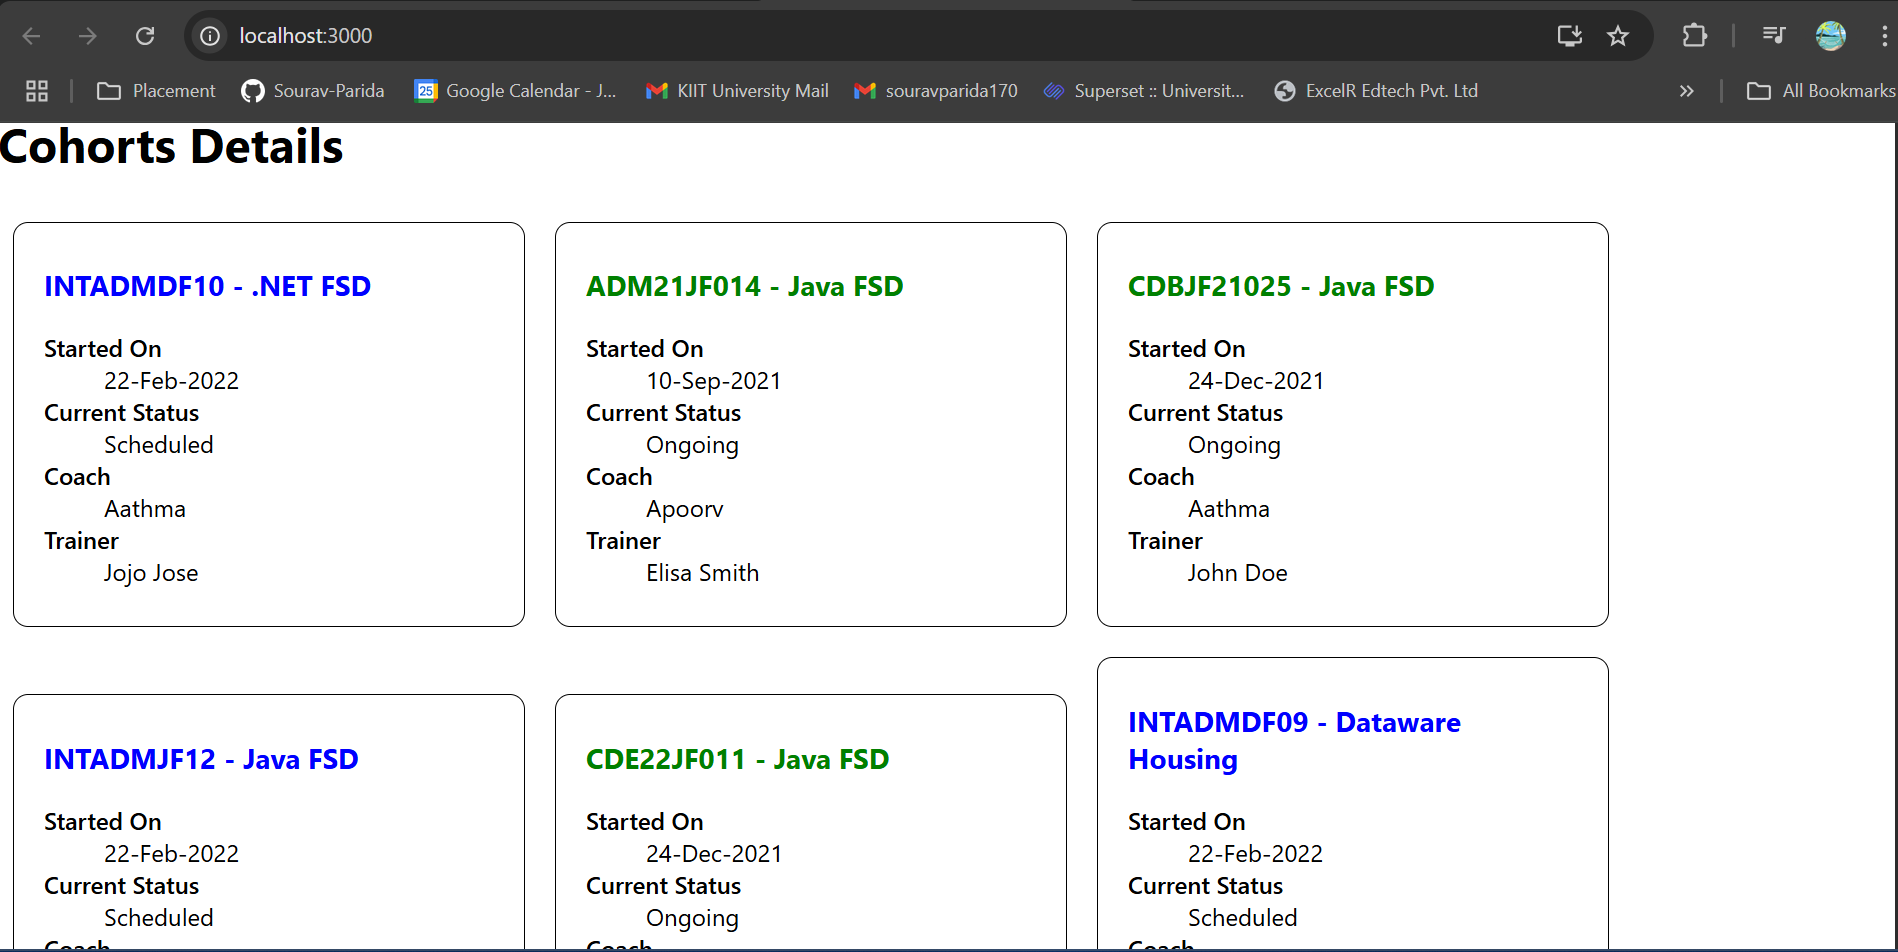 localhost:3000
Placement
Sourav-Parida
25
Google Calendar - J...
KIIT University Mail
souravparida170
Superset :: Universit...
ExcelR Edtech Pvt. Ltd
All Bookmarks
Cohorts Details
INTADMDF10 - .NET FSD
Started On
22-Feb-2022
Current Status
Scheduled
Coach
Aathma
Trainer
Jojo Jose
ADM21JF014 - Java FSD
Started On
10-Sep-2021
Current Status
Ongoing
Coach
Apoorv
Trainer
Elisa Smith
CDBJF21025 - Java FSD
Started On
24-Dec-2021
Current Status
Ongoing
Coach
Aathma
Trainer
John Doe
INTADMJF12 - Java FSD
Started On
22-Feb-2022
Current Status
Scheduled
Coach
CDE22JF011 - Java FSD
Started On
24-Dec-2021
Current Status
Ongoing
Coach
INTADMDF09 - Dataware
Housing
Started On
22-Feb-2022
Current Status
Scheduled
Coach